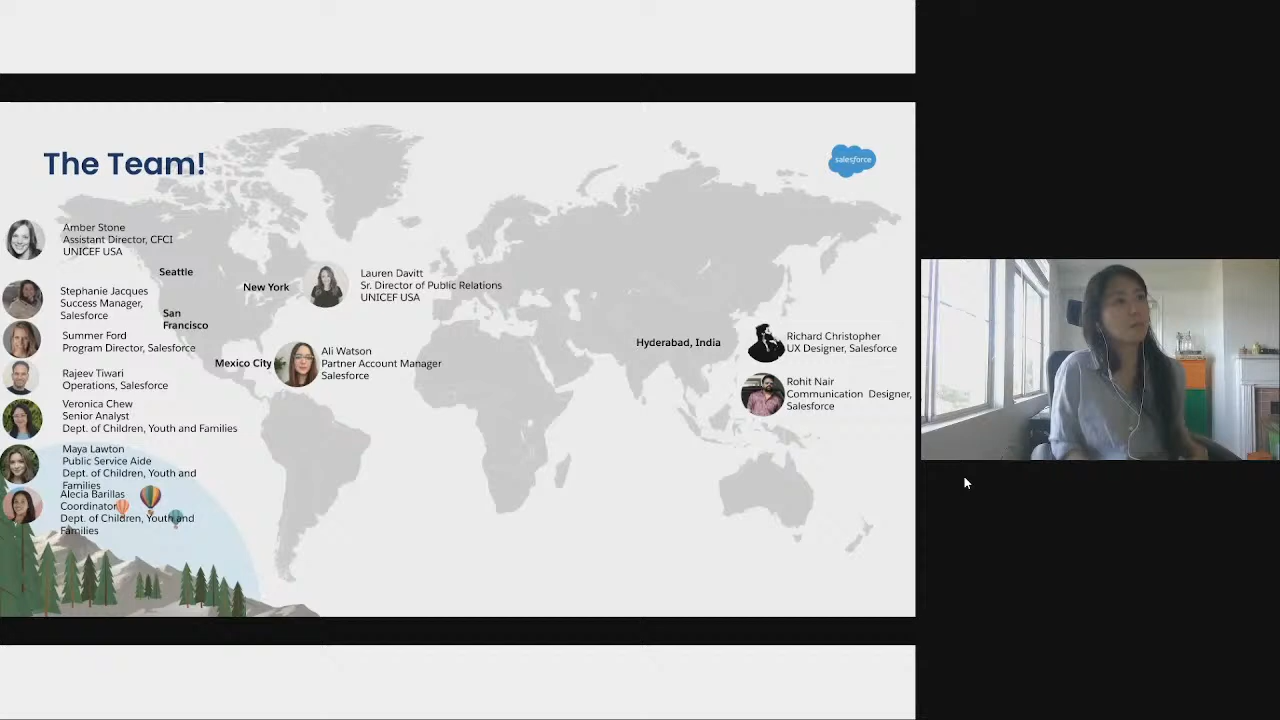 The Team!
salesforce
Amber Stone
Assistant Director, CFCI
UNICEF USA
Seattle
Stephanie Jacques
Success Manager,
Salesforce
San
Francisco
Summer Ford
Program Director, Salesforce
Rajeev Tiwari
Operations, Salesforce
Veronica Chew
Senior Analyst
Dept. of Children, Youth and Families
Maya Lawton
Public Service Aide
Dept. of Children, Youth and
Families
Alecia Barillas
Coordinator
Dept. of Children, Youth and
Families
New York
Lauren Davitt
Sr. Director of Public Relations
UNICEF USA
Mexico City
Ali Watson
Partner Account Manager
Salesforce
Hyderabad, India
Richard Christopher
UX Designer, Salesforce
Rohit Nair
Communication Designer,
Salesforce